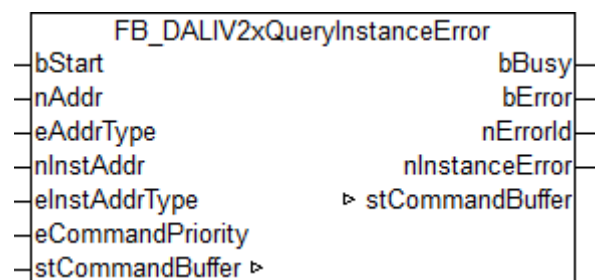 FB_DALIV2xQueryInstanceError
bStart bBusy
nAddr bError
eAddrType nErrorId
nInstAddr nInstanceError
eInstAddrType ▹ stCommandBuffer
eCommandPriority
stCommandBuffer ▹